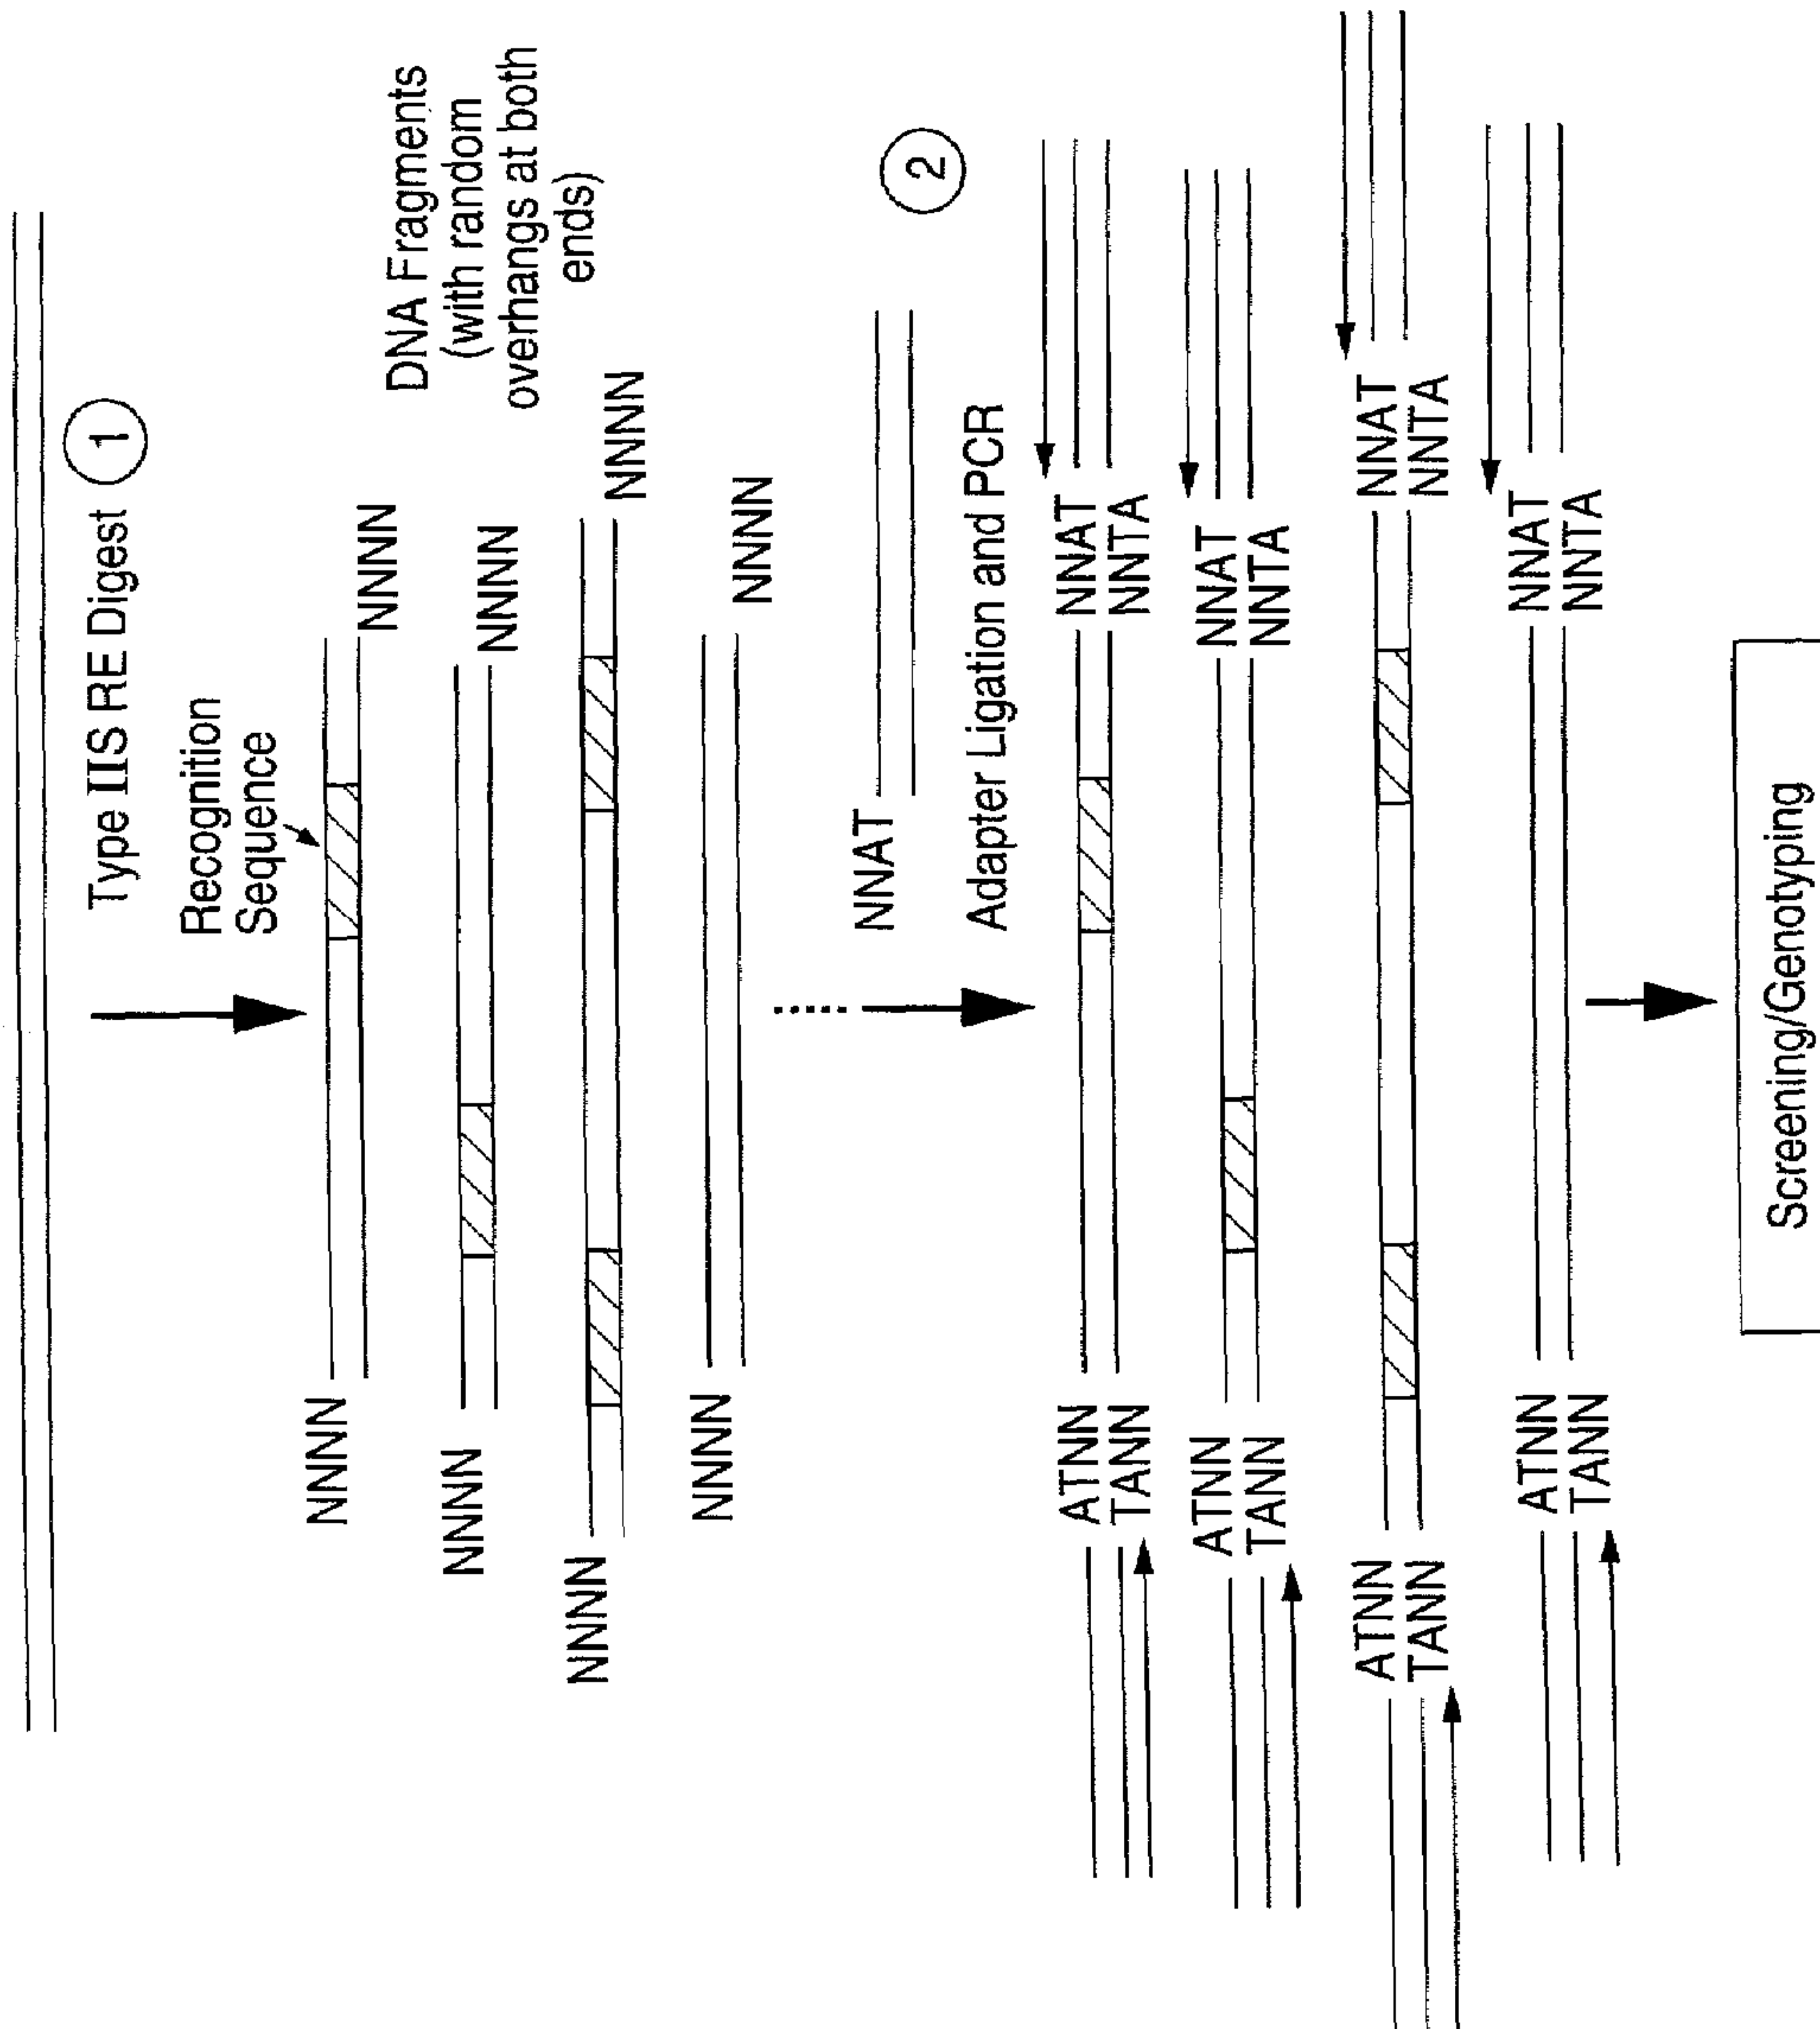 Type IIS RE Digest
1
Recognition
Sequence
DNA Fragments
(with random
overhangs at both
ends)
NNNN
NNNN
NNNN
NNNN
NNNN
NNNN
NNNN
NNNN
NNAT
Adapter Ligation and PCR
2
ATNN
TANN
NNAT
NNTA
ATNN
TANN
NNAT
NNTA
ATNN
TANN
NNAT
NNTA
ATNN
TANN
NNAT
NNTA
Screening/Genotyping